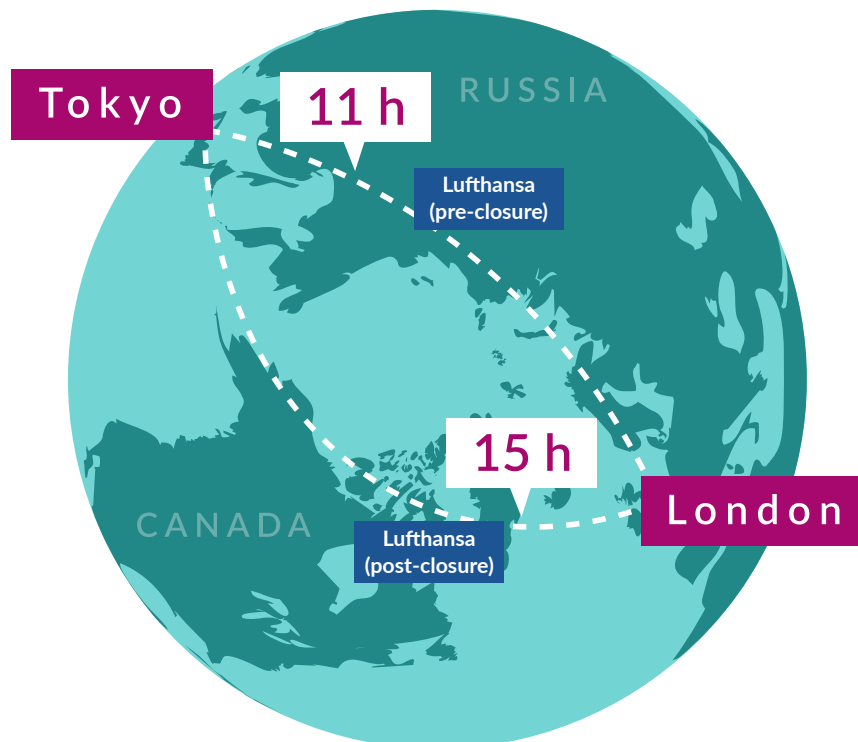 RUSSIA
Tokyo
11 h
Lufthansa
(pre-closure)
15 h
London
CANADA
Lufthansa
(post-closure)